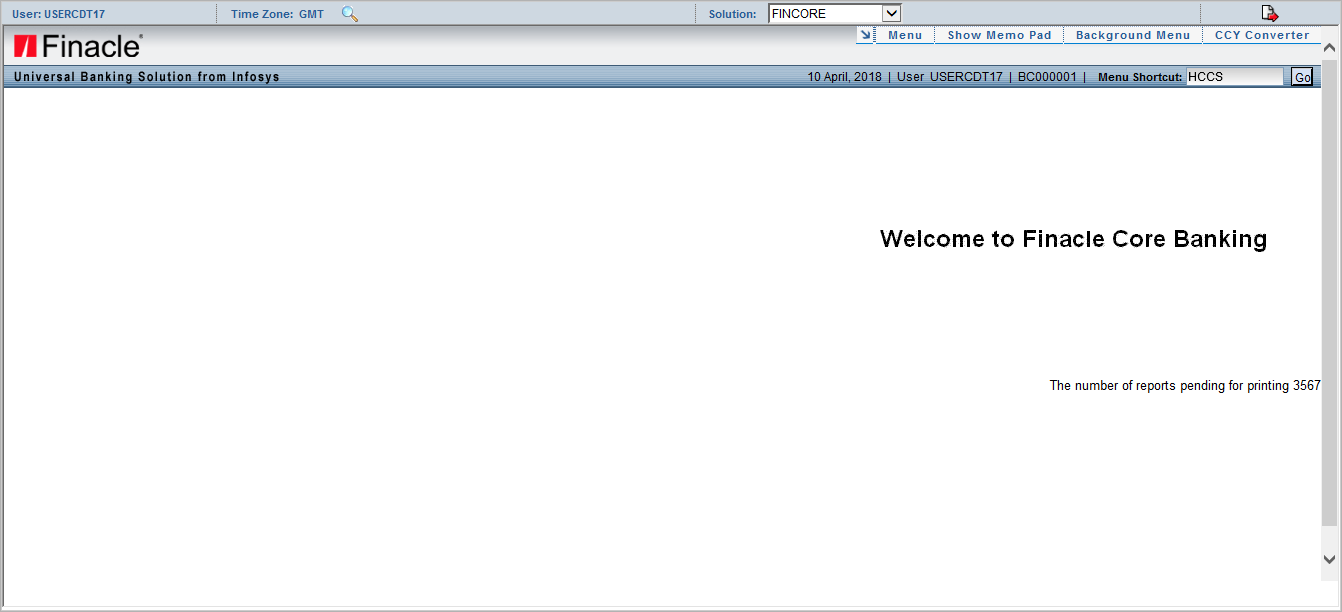 User: USERCDT17 Time Zone: GMT Solution: FINCORE
Finacle®
Menu Show Memo Pad Background Menu CCY Converter
Universal Banking Solution from Infosys 10 April, 2018 | User USERCDT17 | BC000001 | Menu Shortcut: HCCS Go
Welcome to Finacle Core Banking
The number of reports pending for printing 3567